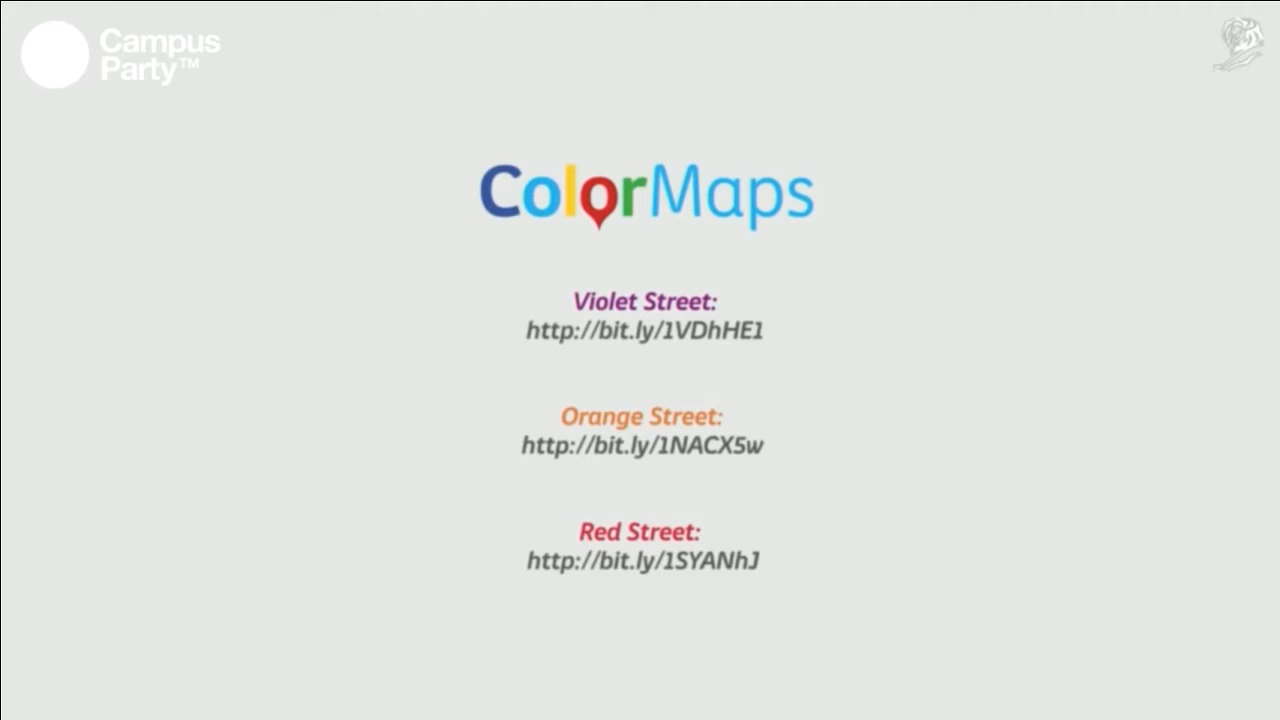 Campus
Party™
ColorMaps
Violet Street:
http://bit.ly/1VDhHE1
Orange Street:
http://bit.ly/1NACX5w
Red Street:
http://bit.ly/1SYANhJ